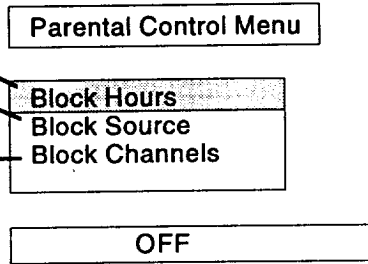 Parental Control Menu
Block Hours
Block Source
Block Channels
OFF